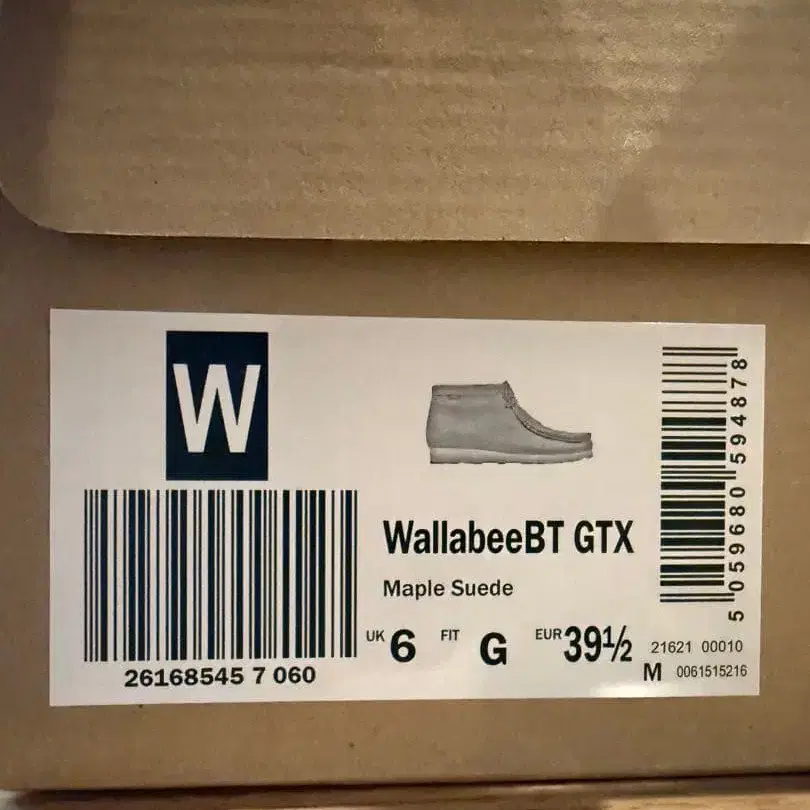 W
26168545 7 060
WallabeeBT GTX
Maple Suede
UK 6 FIT G EUR 39½
21621 00010
M 0061515216
5 059680 594878